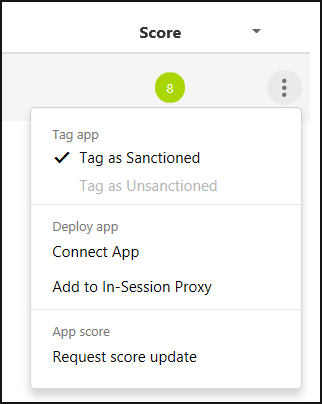 Score
8
Tag app
Tag as Sanctioned
Tag as Unsanctioned
Deploy app
Connect App
Add to In-Session Proxy
App score
Request score update